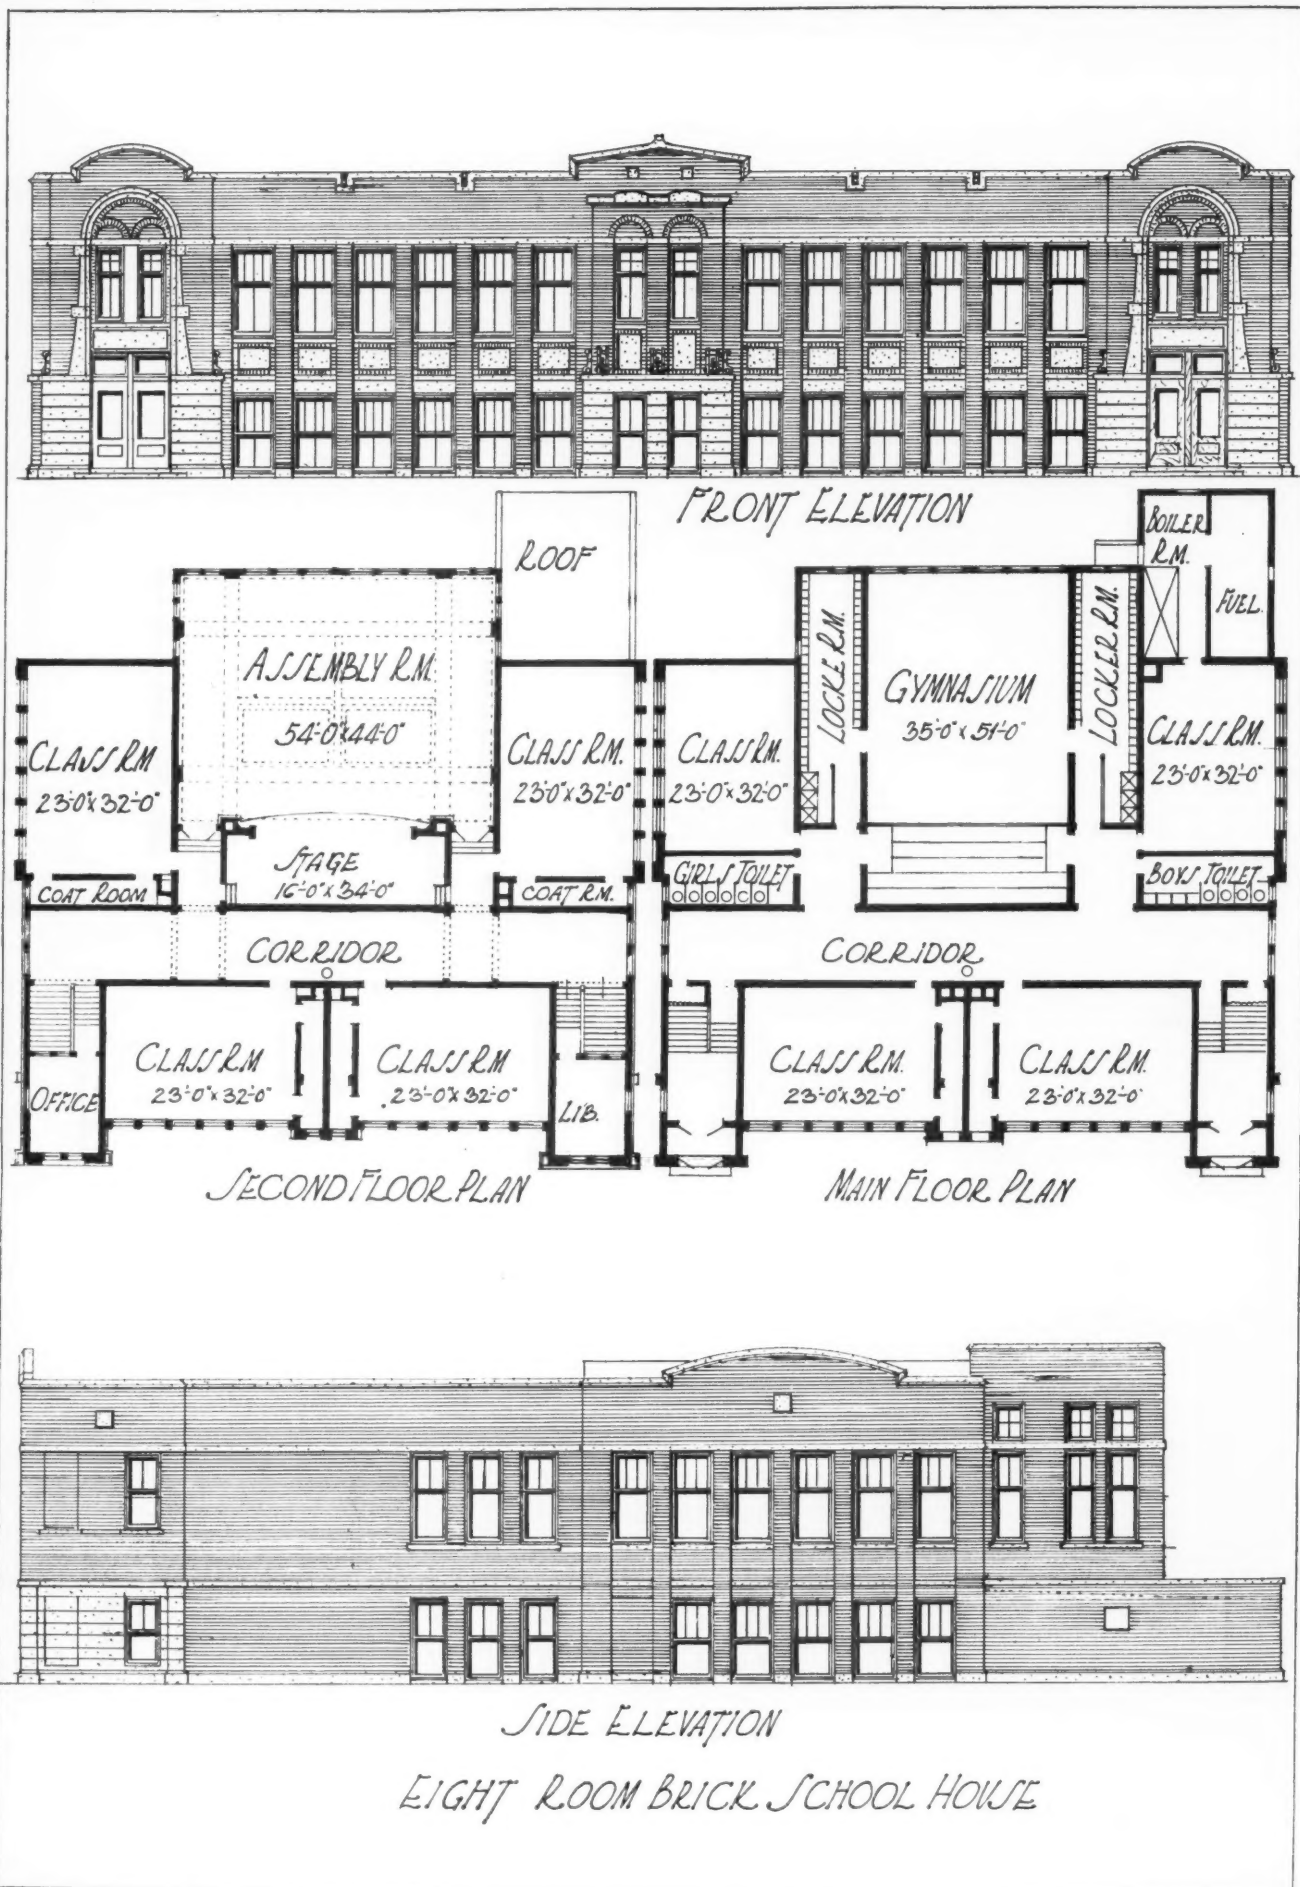 FRONT ELEVATION
ROOF
ASSEMBLY RM.
54'-0"x44'-0"
CLASS RM
23'-0"x32'-0"
CLASS RM.
23'-0"x32'-0"
STAGE
16'-0"x34'-0"
COAT ROOM
COAT RM.
CORRIDOR
CLASS RM
23'-0"x32'-0"
CLASS RM
23'-0"x32'-0"
OFFICE
LIB.
SECOND FLOOR PLAN
BOILER
RM.
FUEL.
LOCKER RM.
GYMNASIUM
35'-0"x51'-0"
LOCKER RM.
CLASS RM.
23'-0"x32'-0"
CLASS RM.
23'-0"x32'-0"
GIRLS TOILET
BOYS TOILET
CORRIDOR
CLASS RM.
23'-0"x32'-0"
CLASS RM.
23'-0"x32'-0"
MAIN FLOOR PLAN
SIDE ELEVATION
EIGHT ROOM BRICK SCHOOL HOUSE